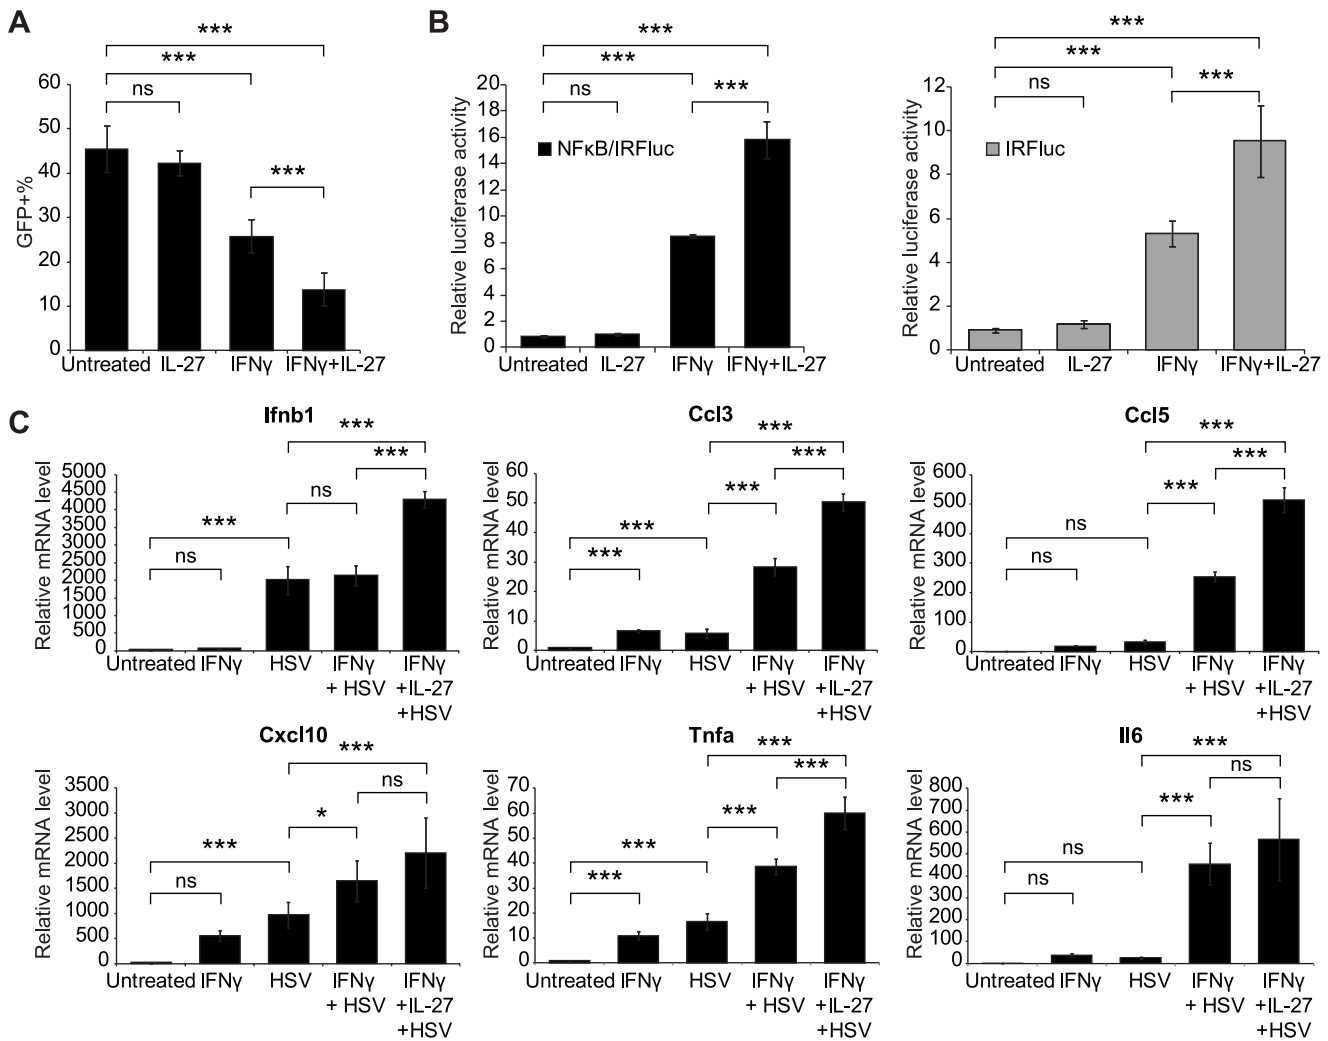 A
***
***
ns
***
60
50
40
30
20
10
0
GFP+%
Untreated IL-27 IFNγ IFNγ+IL-27
B
***
***
ns
***
20
18
16
14
12
10
8
6
4
2
0
Relative luciferase activity
NFκB/IRFluc
Untreated IL-27 IFNγ IFNγ+IL-27
***
***
ns
***
12
10
8
6
4
2
0
Relative luciferase activity
IRFluc
Untreated IL-27 IFNγ IFNγ+IL-27
C
Ifnb1
***
***
ns
***
ns
5000
4500
4000
3500
3000
2500
2000
1500
1000
500
0
Relative mRNA level
Untreated IFNγ HSV IFNγ IFNγ
+ HSV +IL-27
+HSV
Ccl3
***
***
***
***
***
60
50
40
30
20
10
0
Relative mRNA level
Untreated IFNγ HSV IFNγ IFNγ
+ HSV +IL-27
+HSV
Ccl5
***
***
***
ns
ns
600
500
400
300
200
100
0
Relative mRNA level
Untreated IFNγ HSV IFNγ IFNγ
+ HSV +IL-27
+HSV
Cxcl10
***
ns
*
***
ns
3500
3000
2500
2000
1500
1000
500
0
Relative mRNA level
Untreated IFNγ HSV IFNγ IFNγ
+ HSV +IL-27
+HSV
Tnfa
***
***
***
***
***
70
60
50
40
30
20
10
0
Relative mRNA level
Untreated IFNγ HSV IFNγ IFNγ
+ HSV +IL-27
+HSV
Il6
***
ns
***
ns
ns
800
700
600
500
400
300
200
100
0
Relative mRNA level
Untreated IFNγ HSV IFNγ IFNγ
+ HSV +IL-27
+HSV